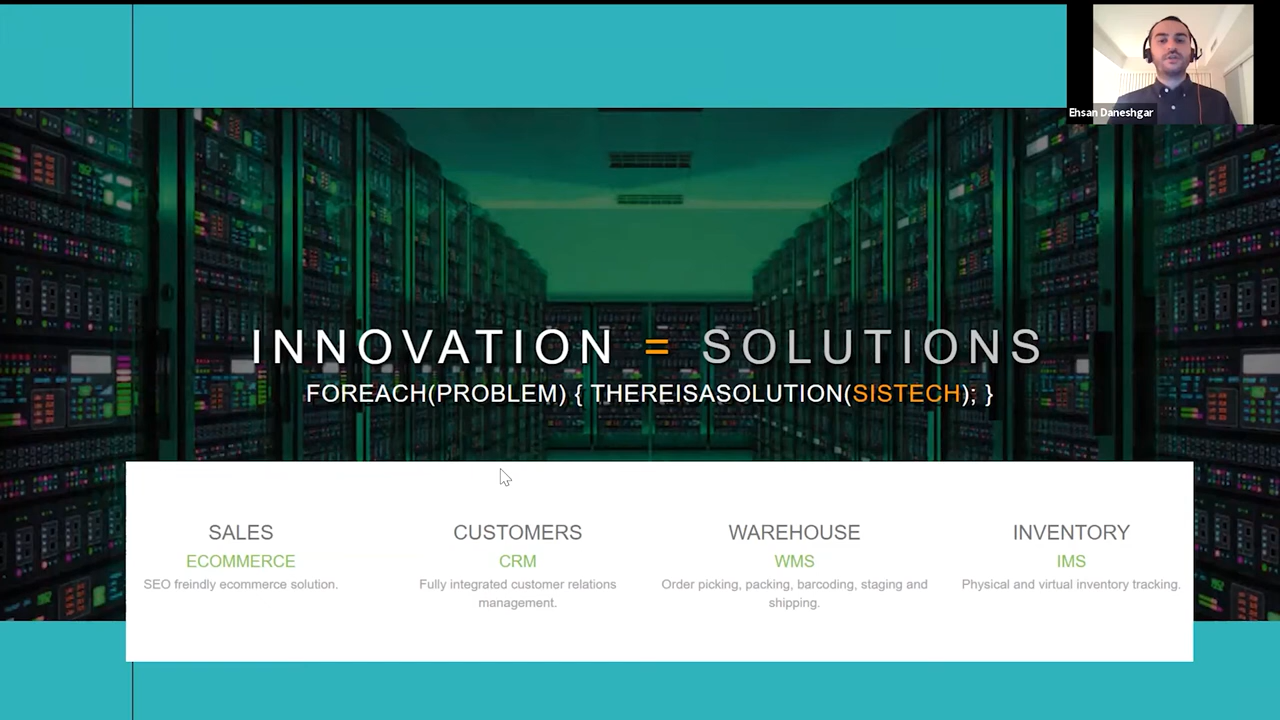 Ehsan Daneshgar
INNOVATION = SOLUTIONS
FOREACH(PROBLEM) { THEREISASOLUTION(SISTECH); }
SALES
ECOMMERCE
SEO freindly ecommerce solution.
CUSTOMERS
CRM
Fully integrated customer relations
management.
WAREHOUSE
WMS
Order picking, packing, barcoding, staging and
shipping.
INVENTORY
IMS
Physical and virtual inventory tracking.